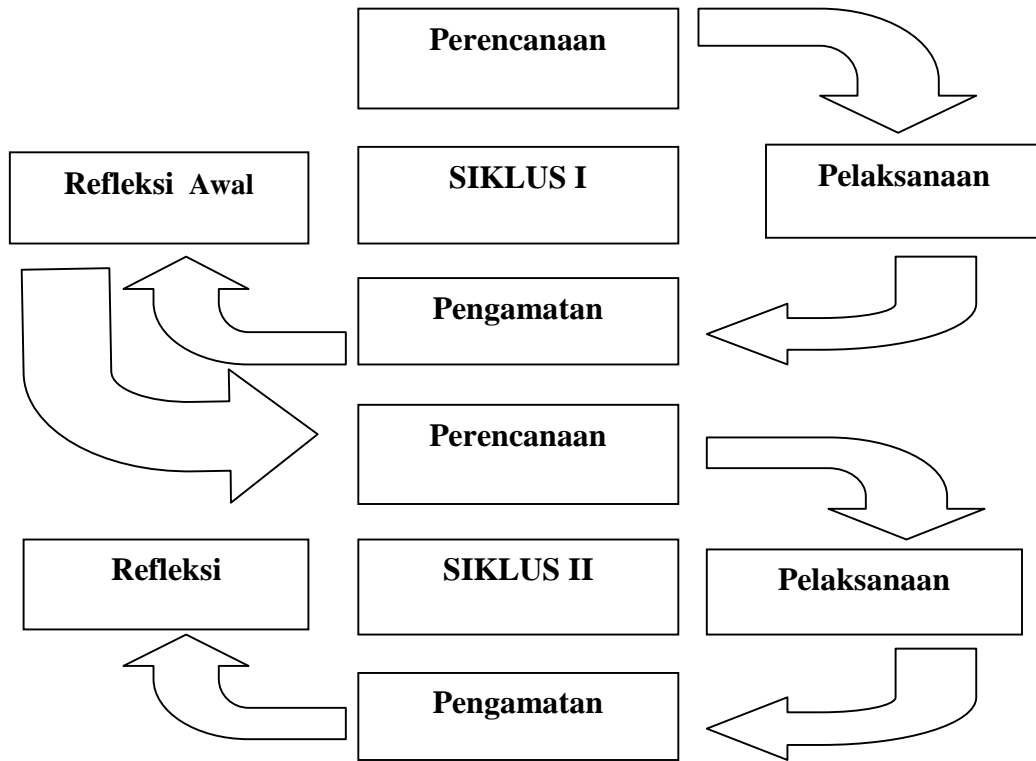 Perencanaan
Refleksi Awal
SIKLUS I
Pelaksanaan
Pengamatan
Perencanaan
Refleksi
SIKLUS II
Pelaksanaan
Pengamatan